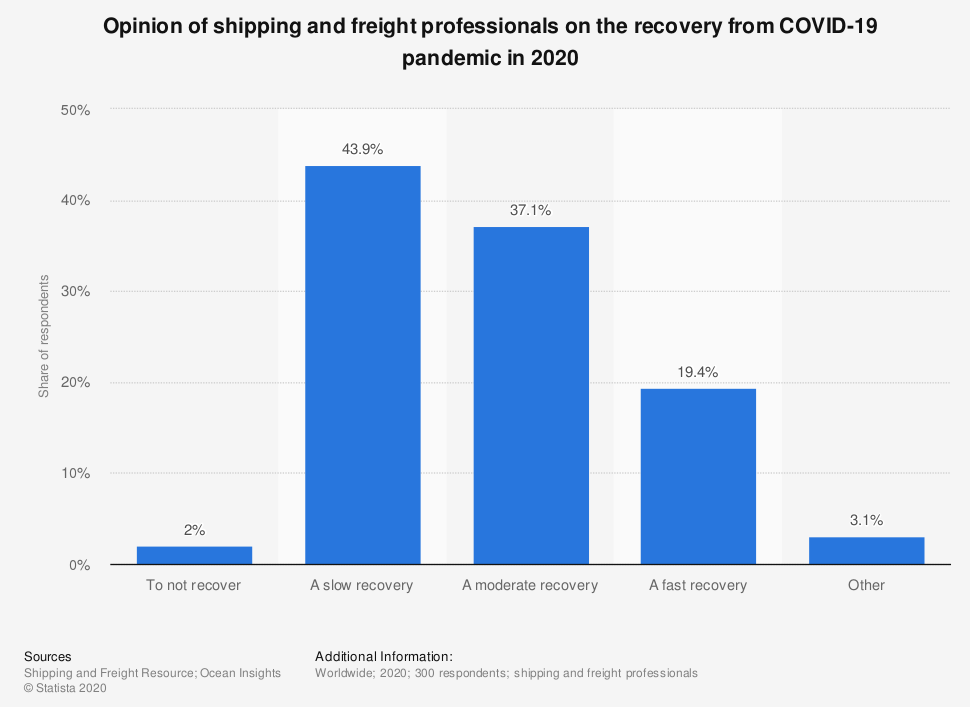 Opinion of shipping and freight professionals on the recovery from COVID-19
pandemic in 2020
Share of respondents
50%
40%
30%
20%
10%
0%
2%
43.9%
37.1%
19.4%
3.1%
To not recover
A slow recovery
A moderate recovery
A fast recovery
Other
Sources
Shipping and Freight Resource; Ocean Insights
© Statista 2020
Additional Information:
Worldwide; 2020; 300 respondents; shipping and freight professionals